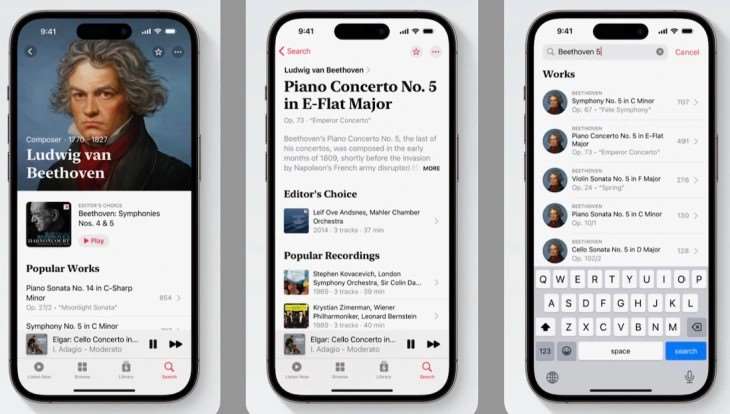 9:41
Composer · 1770 - 1827
Ludwig van
Beethoven
EDITOR'S CHOICE
Beethoven: Symphonies
Nos. 4 & 5
HARNONCOURT
Play
Popular Works
Piano Sonata No. 14 in C-Sharp
Minor
Op. 27/2 • "Moonlight Sonata"
854
Symphony No. 5 in C Minor
Elgar: Cello Concerto in...
I. Adagio - Moderato
Listen Now
Browse
Library
Search
9:41
Search
Ludwig van Beethoven
Piano Concerto No. 5
in E-Flat Major
Op. 73 • "Emperor Concerto"
Beethoven's Piano Concerto No. 5, the last of
his concertos, was composed in the early
months of 1809, shortly before the invasion
by Napoleon's French army disrupted
MORE
Editor's Choice
Leif Ove Andsnes, Mahler Chamber
Orchestra
2014 · 3 tracks · 37 min
Popular Recordings
Stephen Kovacevich, London
Symphony Orchestra, Sir Colin Da...
1969 · 3 tracks · 39 min
Krystian Zimerman, Wiener
Philharmoniker, Leonard Bernstein
1989 · 3 tracks · 40 min
Elgar: Cello Concerto in...
I. Adagio - Moderato
Listen Now
Browse
Library
Search
9:41
Beethoven 5
Cancel
Works
BEETHOVEN
Symphony No. 5 in C Minor
Op. 67 • "Fate Symphony"
707
BEETHOVEN
Piano Concerto No. 5 in E-Flat
Major
Op. 73 • "Emperor Concerto"
491
BEETHOVEN
Violin Sonata No. 5 in F Major
Op. 24 • "Spring"
276
BEETHOVEN
Piano Sonata No. 5 in C Minor
Op. 10/1
130
BEETHOVEN
Cello Sonata No. 5 in D Major
Op. 102/2
128
Q W E R T Y U I O P
A S D F G H J K L
Z X C V B N M
123
space
search